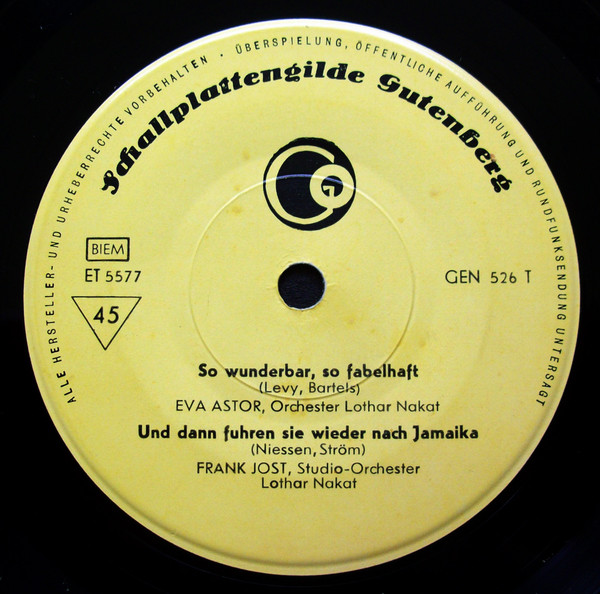 ALLE HERSTELLER- UND URHEBERRECHTE VORBEHALTEN · ÜBERSPIELUNG, ÖFFENTLICHE AUFFÜHRUNG UND RUNDFUNKSENDUNG UNTERSAGT
Schallplattengilde Gutenberg
G G
BIEM
ET 5577
GEN 526 T
45
So wunderbar, so fabelhaft
(Levy, Bartels)
EVA ASTOR, Orchester Lothar Nakat
Und dann fuhren sie wieder nach Jamaika
(Niessen, Ström)
FRANK JOST, Studio-Orchester
Lothar Nakat